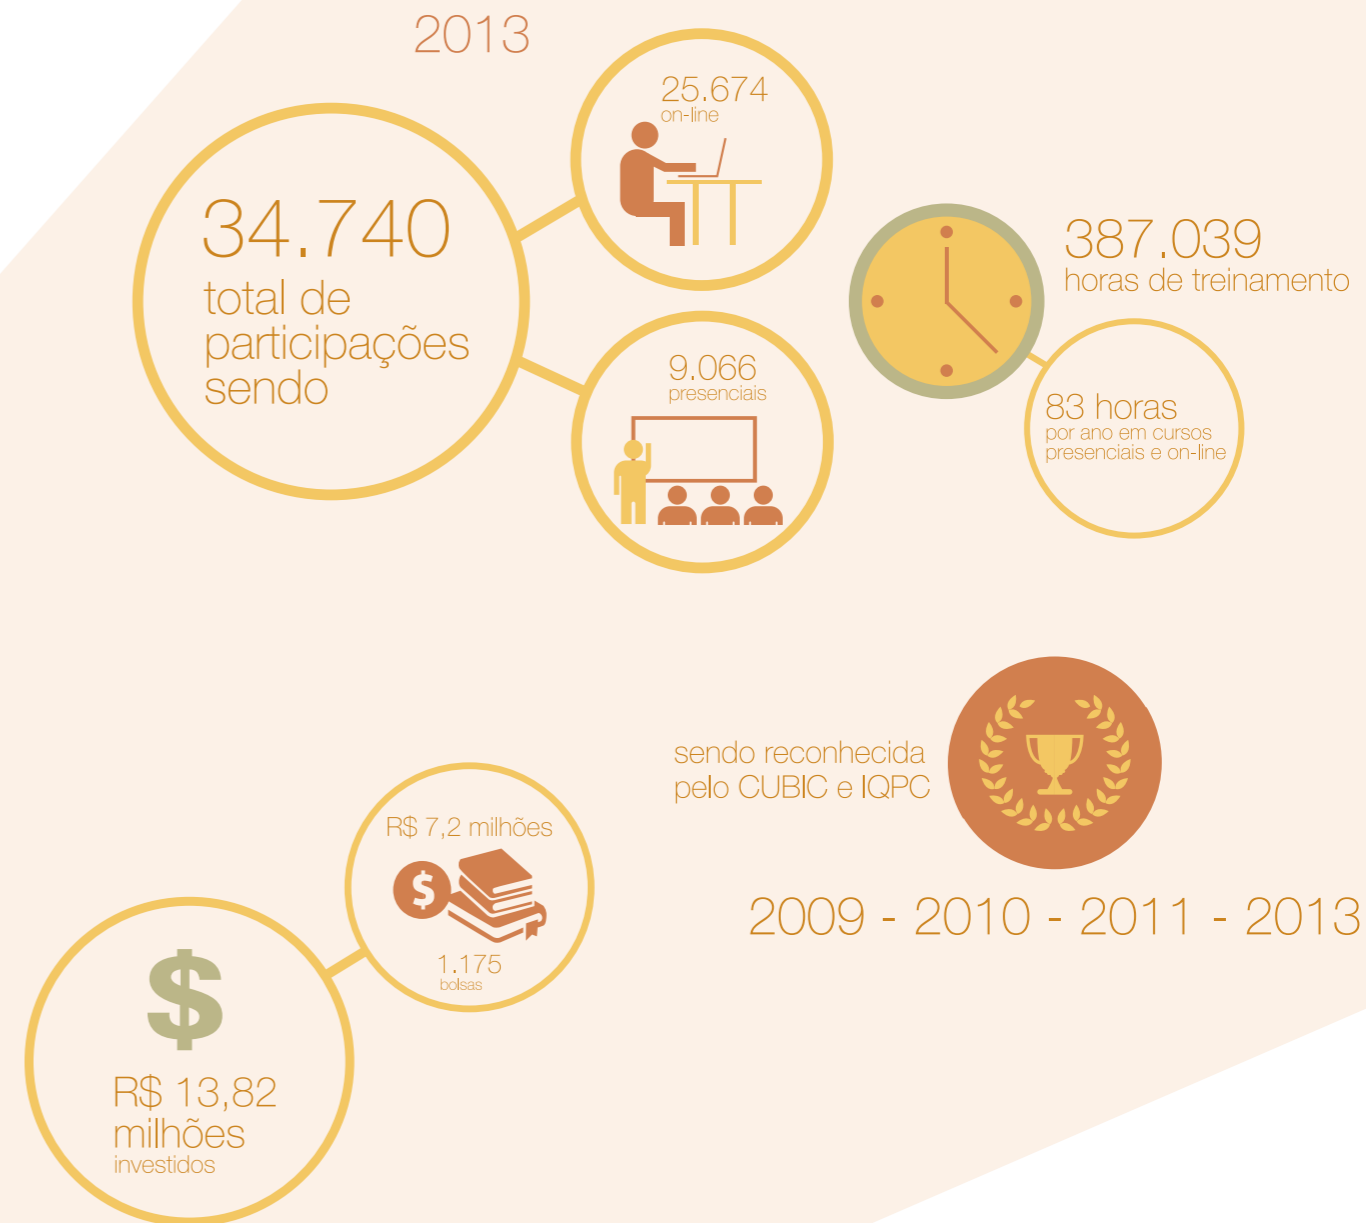 2013
34.740
total de
participações
sendo
25.674
on-line
9.066
presenciais
387.039
horas de treinamento
83 horas
por ano em cursos
presenciais e on-line
sendo reconhecida
pelo CUBIC e IQPC
2009 - 2010 - 2011 - 2013
R$ 7,2 milhões
$
1.175
bolsas
$
R$ 13,82
milhões
investidos